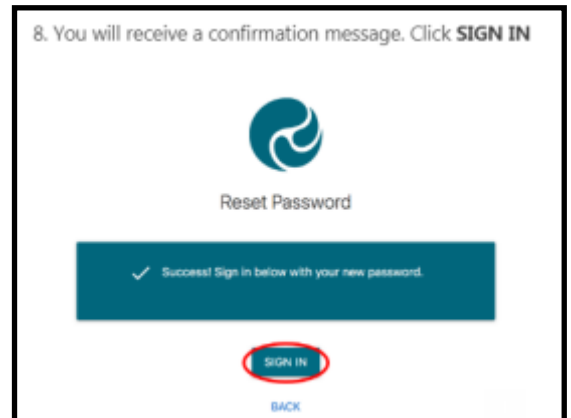 8. You will receive a confirmation message. Click SIGN IN
Reset Password
Success! Sign in below with your new password.
SIGN IN
BACK